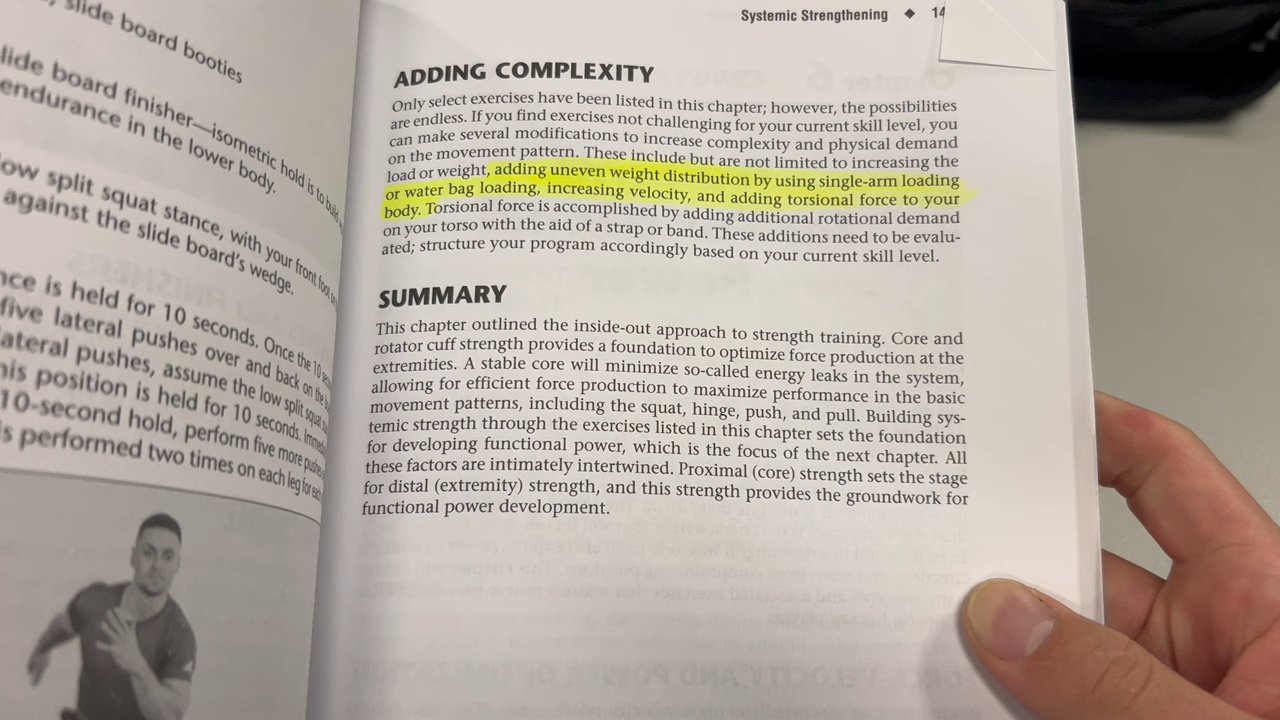 slide board booties
slide board finisher—isometric hold is to build
endurance in the lower body.
low split squat stance, with your front foot
against the slide board's wedge.
is held for 10 seconds. Once the 10
five lateral pushes over and back on the
lateral pushes, assume the low split squat
this position is held for 10 seconds.
10-second hold, perform five more pushes
is performed two times on each leg for
Systemic Strengthening ◆ 14
ADDING COMPLEXITY
Only select exercises have been listed in this chapter; however, the possibilities
are endless. If you find exercises not challenging for your current skill level, you
can make several modifications to increase complexity and physical demand
on the movement pattern. These include but are not limited to increasing the
load or weight, adding uneven weight distribution by using single-arm loading
or water bag loading, increasing velocity, and adding torsional force to your
body. Torsional force is accomplished by adding additional rotational demand
on your torso with the aid of a strap or band. These additions need to be evalu-
ated; structure your program accordingly based on your current skill level.
SUMMARY
This chapter outlined the inside-out approach to strength training. Core and
rotator cuff strength provides a foundation to optimize force production at the
extremities. A stable core will minimize so-called energy leaks in the system,
allowing for efficient force production to maximize performance in the basic
movement patterns, including the squat, hinge, push, and pull. Building sys-
temic strength through the exercises listed in this chapter sets the foundation
for developing functional power, which is the focus of the next chapter. All
these factors are intimately intertwined. Proximal (core) strength sets the stage
for distal (extremity) strength, and this strength provides the groundwork for
functional power development.